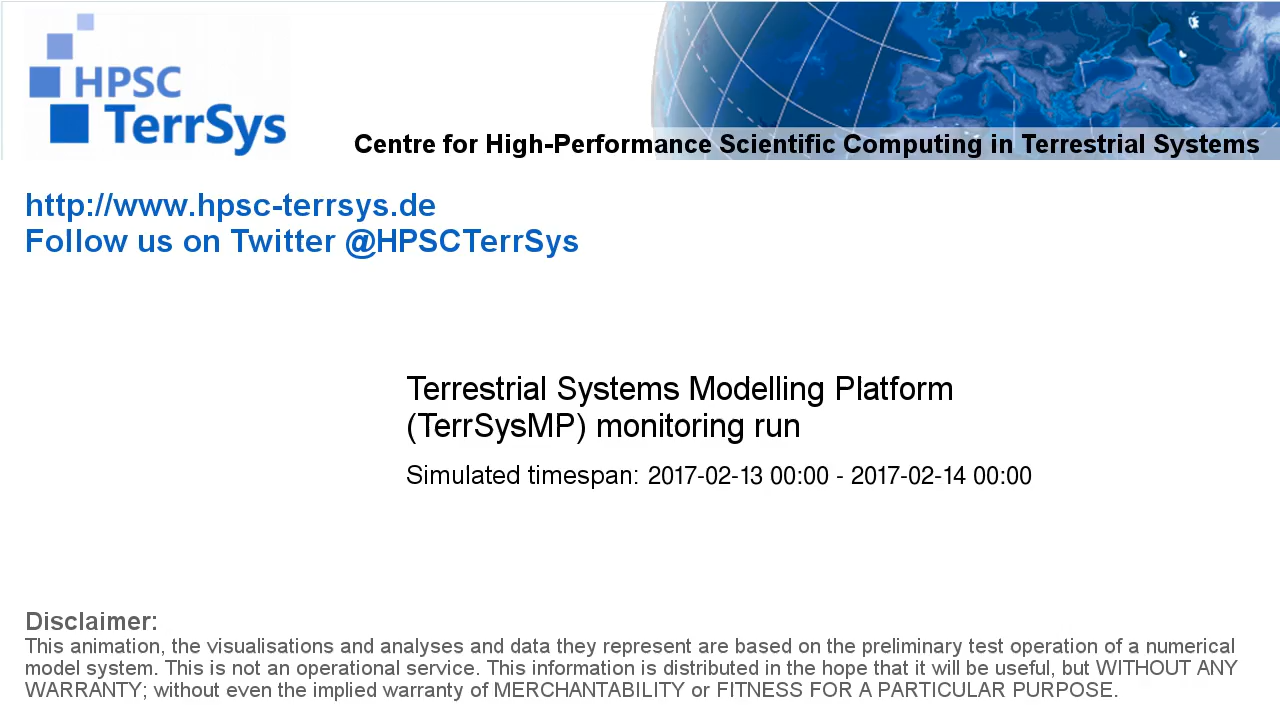 HPSC
TerrSys
Centre for High-Performance Scientific Computing in Terrestrial Systems
http://www.hpsc-terrsys.de
Follow us on Twitter @HPSCTerrSys
Terrestrial Systems Modelling Platform
(TerrSysMP) monitoring run
Simulated timespan: 2017-02-13 00:00 - 2017-02-14 00:00
Disclaimer:
This animation, the visualisations and analyses and data they represent are based on the preliminary test operation of a numerical
model system. This is not an operational service. This information is distributed in the hope that it will be useful, but WITHOUT ANY
WARRANTY; without even the implied warranty of MERCHANTABILITY or FITNESS FOR A PARTICULAR PURPOSE.